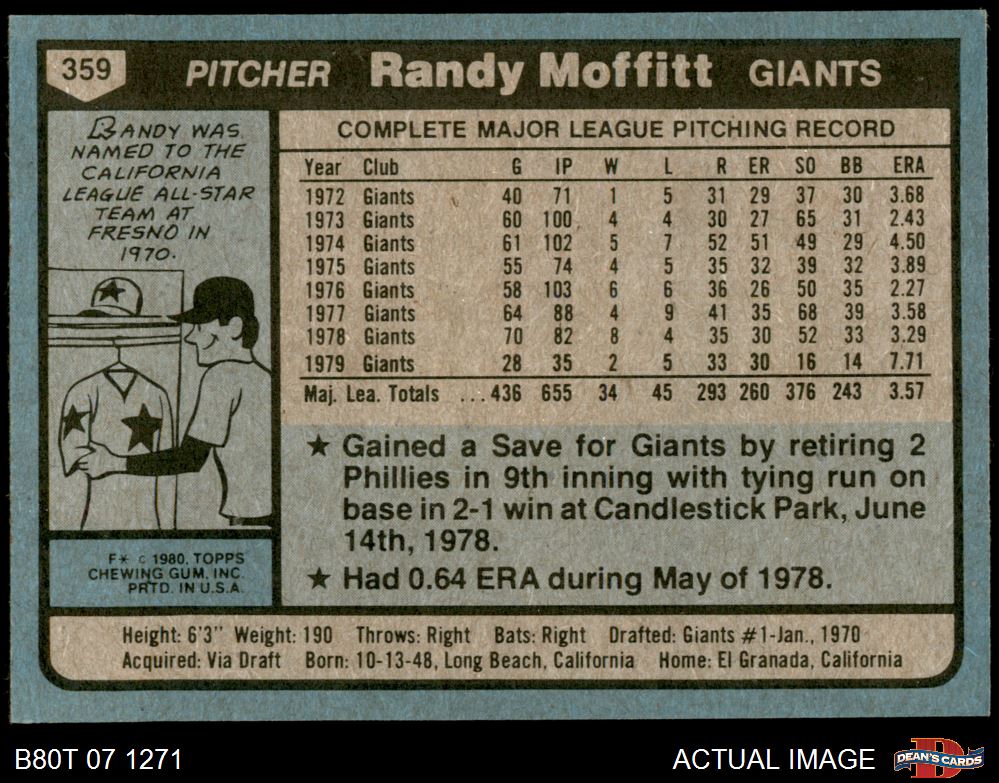 359 PITCHER Randy Moffitt GIANTS
RANDY WAS
NAMED TO THE
CALIFORNIA
LEAGUE ALL-STAR
TEAM AT
FRESNO IN
1970.
F* © 1980. TOPPS
CHEWING GUM, INC.
PRTD. IN U.S.A.
COMPLETE MAJOR LEAGUE PITCHING RECORD
Year Club G IP W L R ER SO BB ERA
1972 Giants 40 71 1 5 31 29 37 30 3.68
1973 Giants 60 100 4 4 30 27 65 31 2.43
1974 Giants 61 102 5 7 52 51 49 29 4.50
1975 Giants 55 74 4 5 35 32 39 32 3.89
1976 Giants 58 103 6 6 36 26 50 35 2.27
1977 Giants 64 88 4 9 41 35 68 39 3.58
1978 Giants 70 82 8 4 35 30 52 33 3.29
1979 Giants 28 35 2 5 33 30 16 14 7.71
Maj. Lea. Totals ...436 655 34 45 293 260 376 243 3.57
★ Gained a Save for Giants by retiring 2
Phillies in 9th inning with tying run on
base in 2-1 win at Candlestick Park, June
14th, 1978.
★ Had 0.64 ERA during May of 1978.
Height: 6'3" Weight: 190 Throws: Right Bats: Right Drafted: Giants #1-Jan., 1970
Acquired: Via Draft Born: 10-13-48, Long Beach, California Home: El Granada, California
B80T 07 1271 ACTUAL IMAGE D DEAN'S CARDS